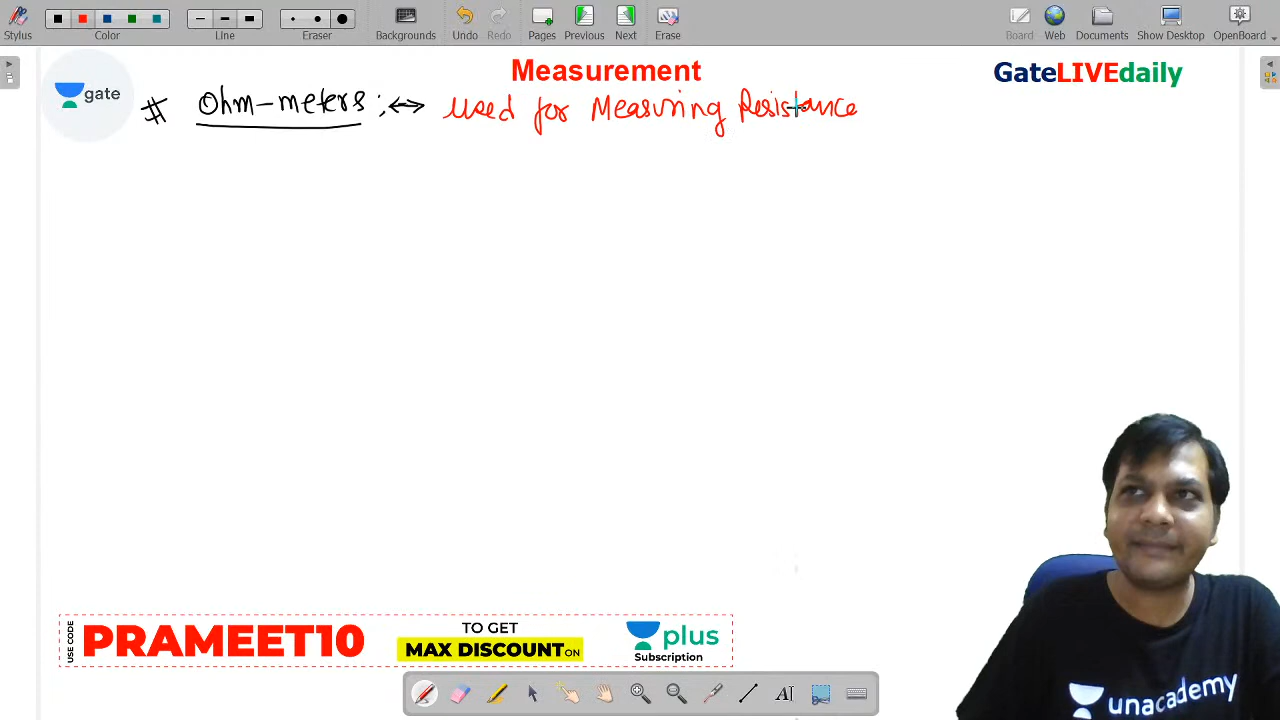 Stylus
Color
Line
Eraser
Backgrounds
Undo
Redo
Pages
Previous
Next
Erase
Board
Web
Documents
Show Desktop
OpenBoard
gate
Measurement
GateLIVEdaily
# Ohm-meters :↔ Used for Measuring Resistance
USE CODE
PRAMEET10
TO GET
MAX DISCOUNT ON
plus
Subscription
unacademy